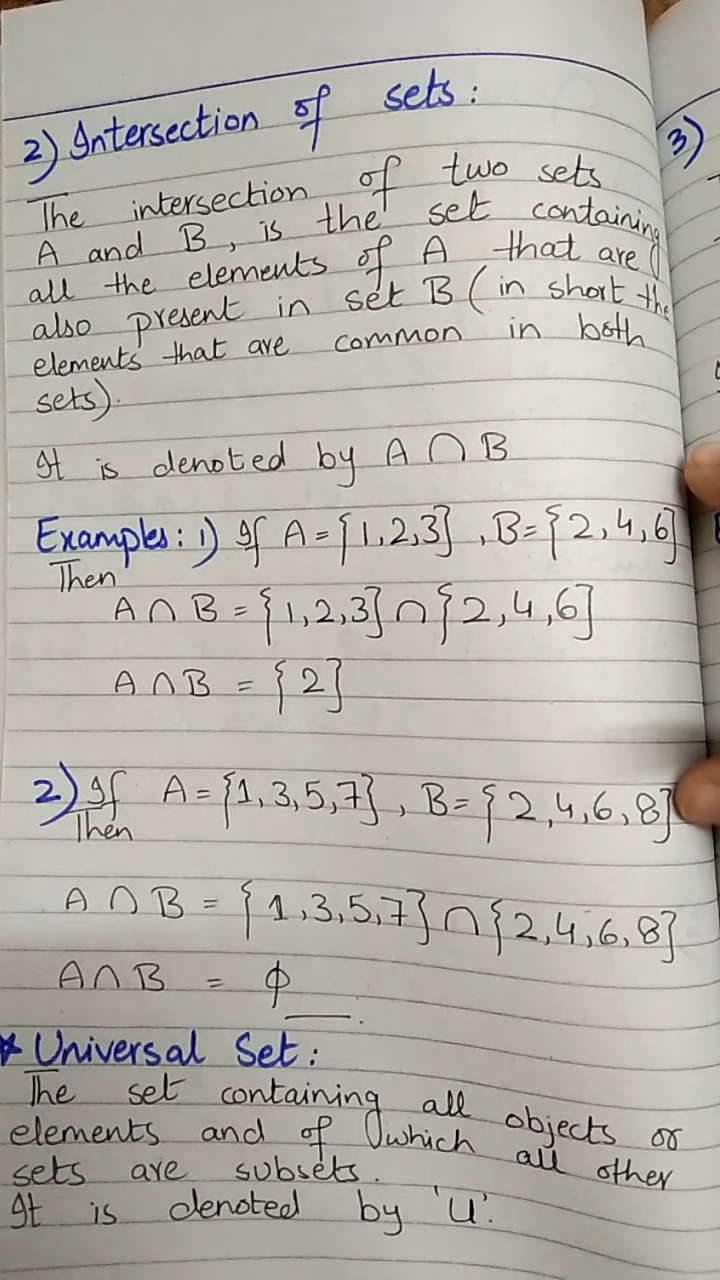 2) Intersection of sets:
The intersection of two sets
A and B, is the set containing
all the elements of A that are
also present in set B (in short the
elements that are common in both
sets).
It is denoted by A ∩ B
Examples: 1) If A = {1,2,3}, B={2,4,6}
Then
A ∩ B = {1,2,3} ∩ {2,4,6}
A ∩ B = {2}
2) If A = {1,3,5,7}, B={2,4,6,8}
Then
A ∩ B = {1,3,5,7} ∩ {2,4,6,8}
A ∩ B = ϕ
* Universal Set:
The set containing all objects or
elements and of which all other
sets are subsets.
It is denoted by 'U'.
3)